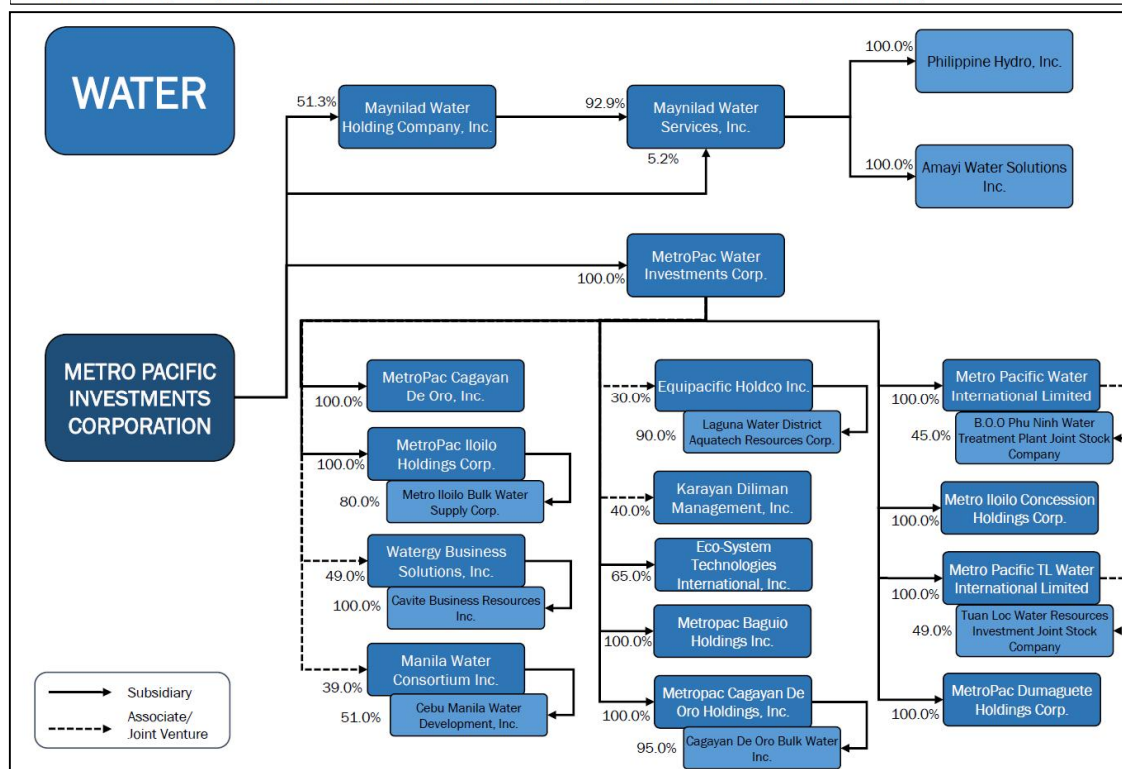 WATER
51.3%
Maynilad Water
Holding Company, Inc.
92.9%
Maynilad Water
Services, Inc.
5.2%
100.0%
Philippine Hydro, Inc.
100.0%
Amayi Water Solutions
Inc.
100.0%
MetroPac Water
Investments Corp.
METRO PACIFIC
INVESTMENTS
CORPORATION
100.0%
MetroPac Cagayan
De Oro, Inc.
100.0%
MetroPac Iloilo
Holdings Corp.
80.0%
Metro Iloilo Bulk Water
Supply Corp.
49.0%
Watergy Business
Solutions, Inc.
100.0%
Cavite Business Resources
Inc.
39.0%
Manila Water
Consortium Inc.
51.0%
Cebu Manila Water
Development, Inc.
30.0%
Equipacific Holdco Inc.
90.0%
Laguna Water District
Aquatech Resources Corp.
40.0%
Karayan Diliman
Management, Inc.
65.0%
Eco-System
Technologies
International, Inc.
100.0%
Metropac Baguio
Holdings Inc.
100.0%
Metropac Cagayan De
Oro Holdings, Inc.
95.0%
Cagayan De Oro Bulk Water
Inc.
100.0%
Metro Pacific Water
International Limited
45.0%
B.O.O Phu Ninh Water
Treatment Plant Joint Stock
Company
100.0%
Metro Iloilo Concession
Holdings Corp.
100.0%
Metro Pacific TL Water
International Limited
49.0%
Tuan Loc Water Resources
Investment Joint Stock
Company
100.0%
MetroPac Dumaguete
Holdings Corp.
Subsidiary
Associate/
Joint Venture